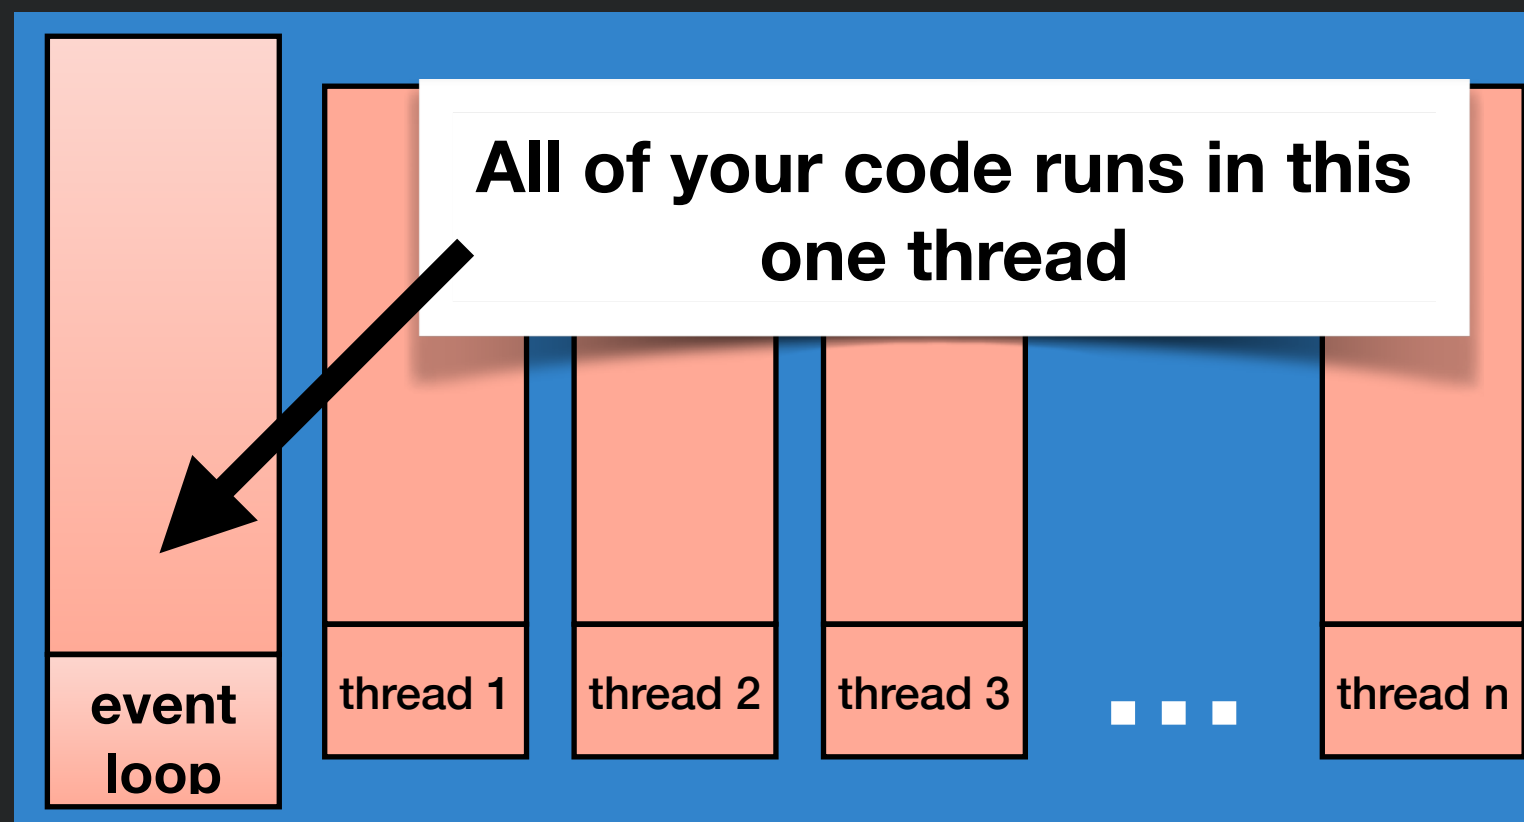 All of your code runs in this
one thread
event
loop
thread 1
thread 2
thread 3
...
thread n